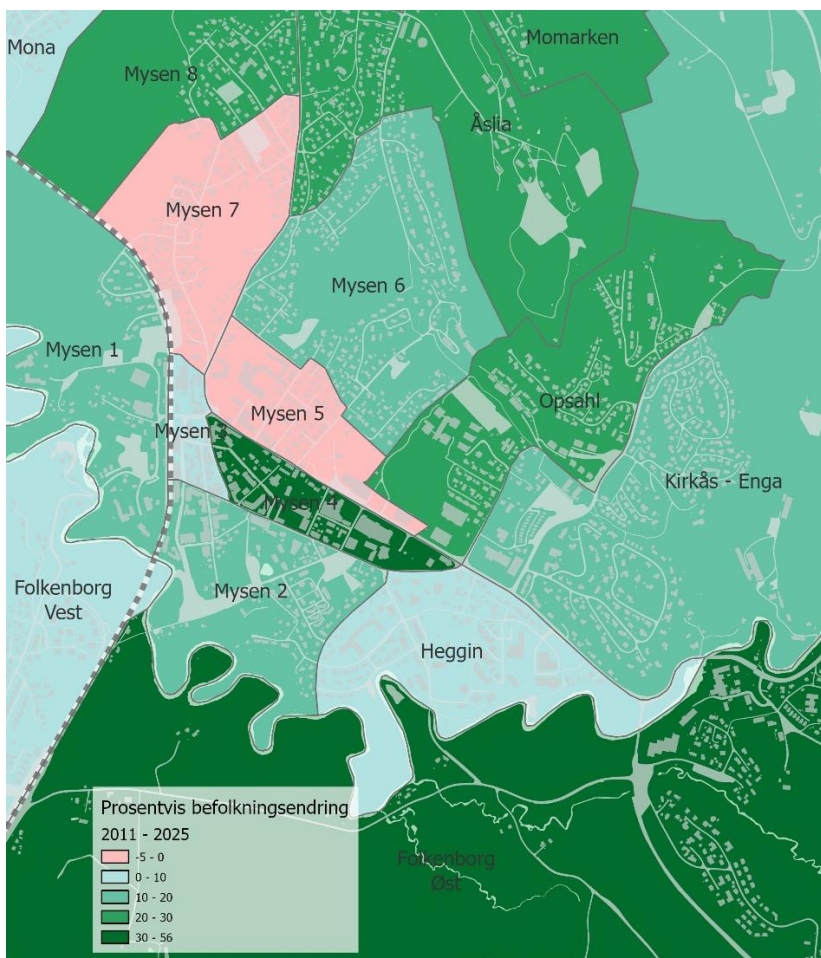 Mona
Mysen 8
Momarken
Åslia
Mysen 7
Mysen 6
Mysen 1
Mysen 5
Opsahl
Mysen 3
Kirkås - Enga
Mysen 4
Folkenborg
Vest
Mysen 2
Heggin
Prosentvis befolkningsendring
2011 - 2025
-5 - 0
0 - 10
10 - 20
20 - 30
30 - 56
Folkenborg
Øst